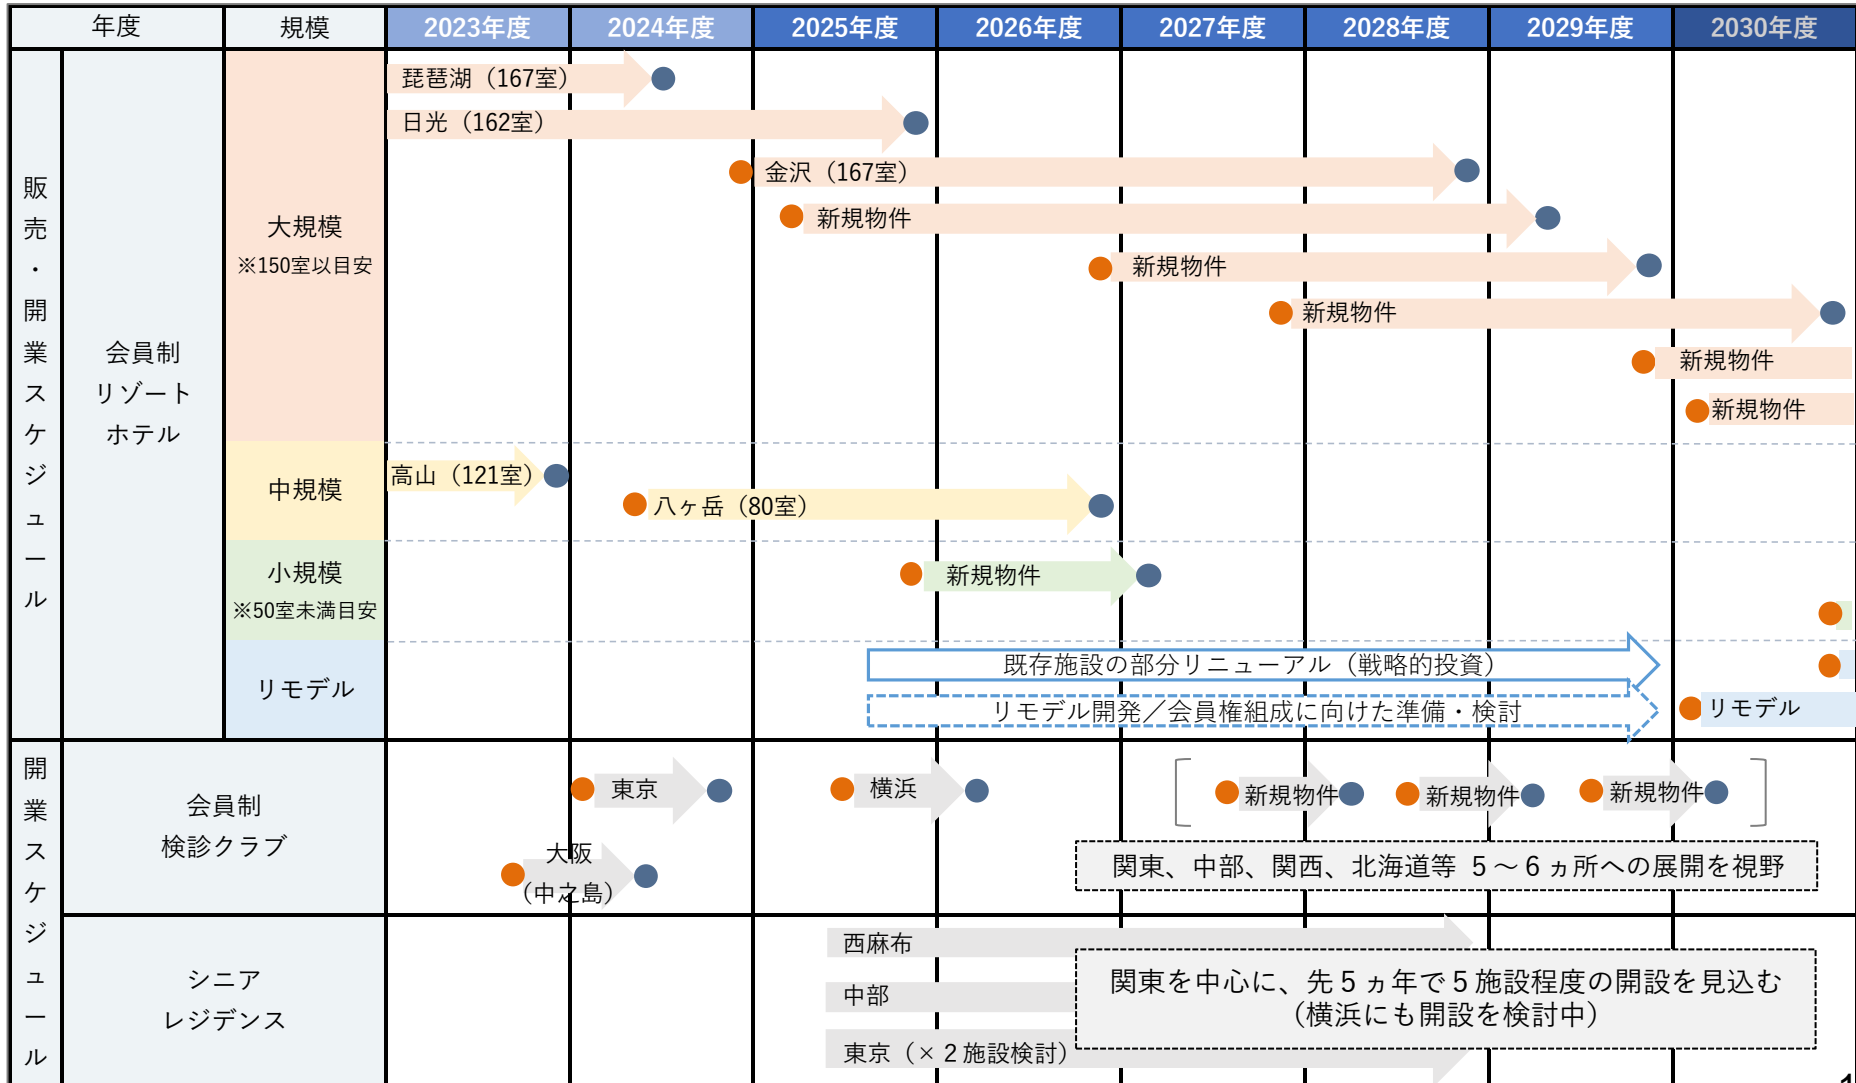 年度
規模
2023年度
2024年度
2025年度
2026年度
2027年度
2028年度
2029年度
2030年度
販売・開業スケジュール
会員制
リゾート
ホテル
大規模
※150室以目安
琵琶湖（167室）
日光（162室）
金沢（167室）
新規物件
新規物件
新規物件
新規物件
新規物件
中規模
高山（121室）
八ヶ岳（80室）
小規模
※50室未満目安
新規物件
リモデル
既存施設の部分リニューアル（戦略的投資）
リモデル開発／会員権組成に向けた準備・検討
リモデル
開業スケジュール
会員制
検診クラブ
東京
横浜
新規物件
新規物件
新規物件
大阪
（中之島）
関東、中部、関西、北海道等 5～6ヵ所への展開を視野
シニア
レジデンス
西麻布
中部
東京（×２施設検討）
関東を中心に、先５ヵ年で５施設程度の開設を見込む
（横浜にも開設を検討中）